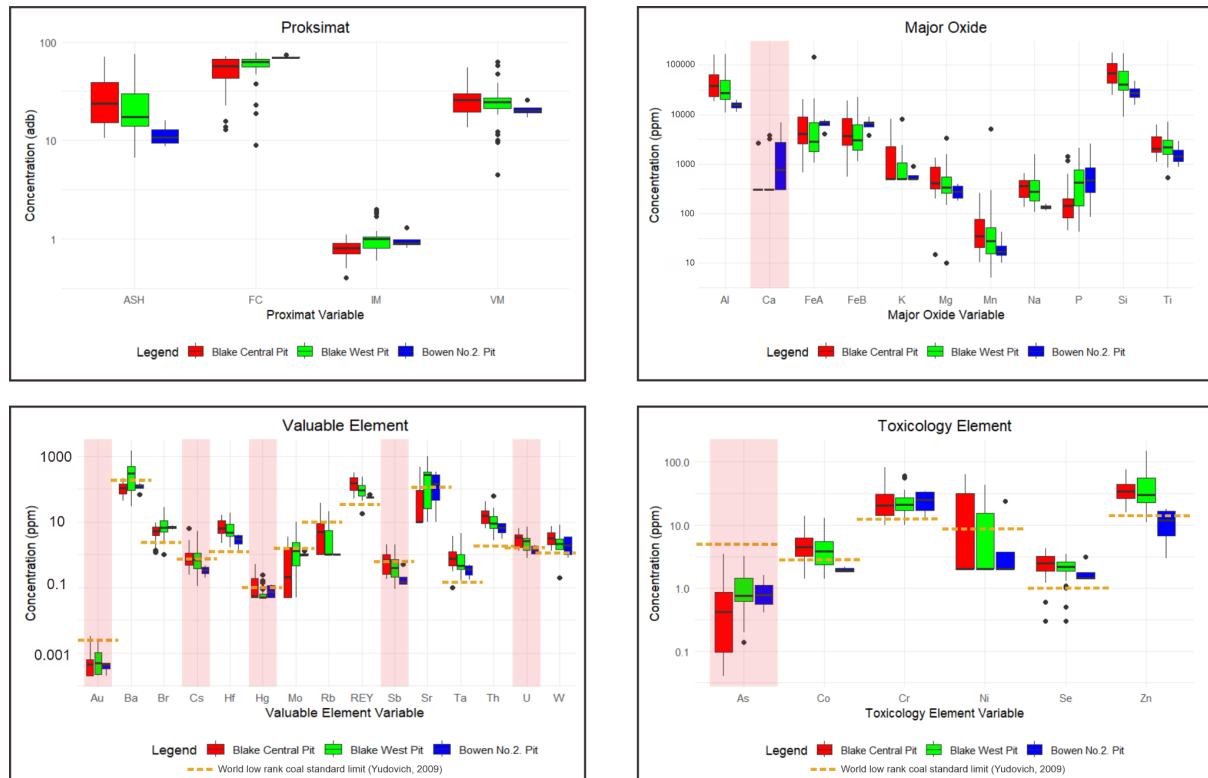 Proksimat
Concentration (adb)
100
10
1
ASH FC IM VM
Proximat Variable
Legend Blake Central Pit Blake West Pit Bowen No.2. Pit
Major Oxide
Concentration (ppm)
100000
10000
1000
100
10
Al Ca FeA FeB K Mg Mn Na P Si Ti
Major Oxide Variable
Legend Blake Central Pit Blake West Pit Bowen No.2. Pit
Valuable Element
Concentration (ppm)
1000
10
0.1
0.001
Au Ba Br Cs Hf Hg Mo Rb REY Sb Sr Ta Th U W
Valuable Element Variable
Legend Blake Central Pit Blake West Pit Bowen No.2. Pit
World low rank coal standard limit (Yudovich, 2009)
Toxicology Element
Concentration (ppm)
100.0
10.0
1.0
0.1
As Co Cr Ni Se Zn
Toxicology Element Variable
Legend Blake Central Pit Blake West Pit Bowen No.2. Pit
World low rank coal standard limit (Yudovich, 2009)